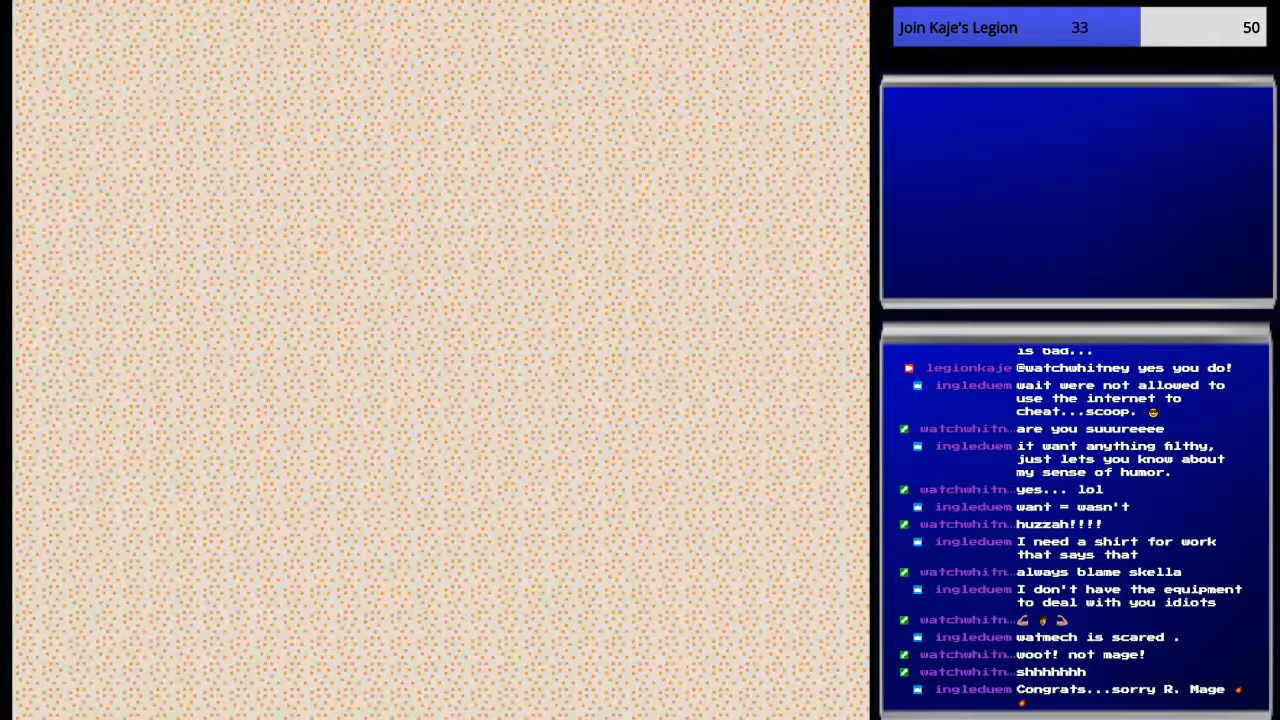 Join Kaje's Legion 33 50
is bad...
legionkaje @watchwhitney yes you do!
ingleduem wait were not allowed to
use the internet to
cheat...scoop. 😎
watchwhitn... are you suuureeee
ingleduem it want anything filthy,
just lets you know about
my sense of humor.
watchwhitn... yes... lol
ingleduem want = wasn't
watchwhitn... huzzah!!!!
ingleduem I need a shirt for work
that says that
watchwhitn... always blame skella
ingleduem I don't have the equipment
to deal with you idiots
watchwhitn...
ingleduem watmech is scared .
watchwhitn... woot! not mage!
watchwhitn... shhhhhhh
ingleduem Congrats...sorry R. Mage